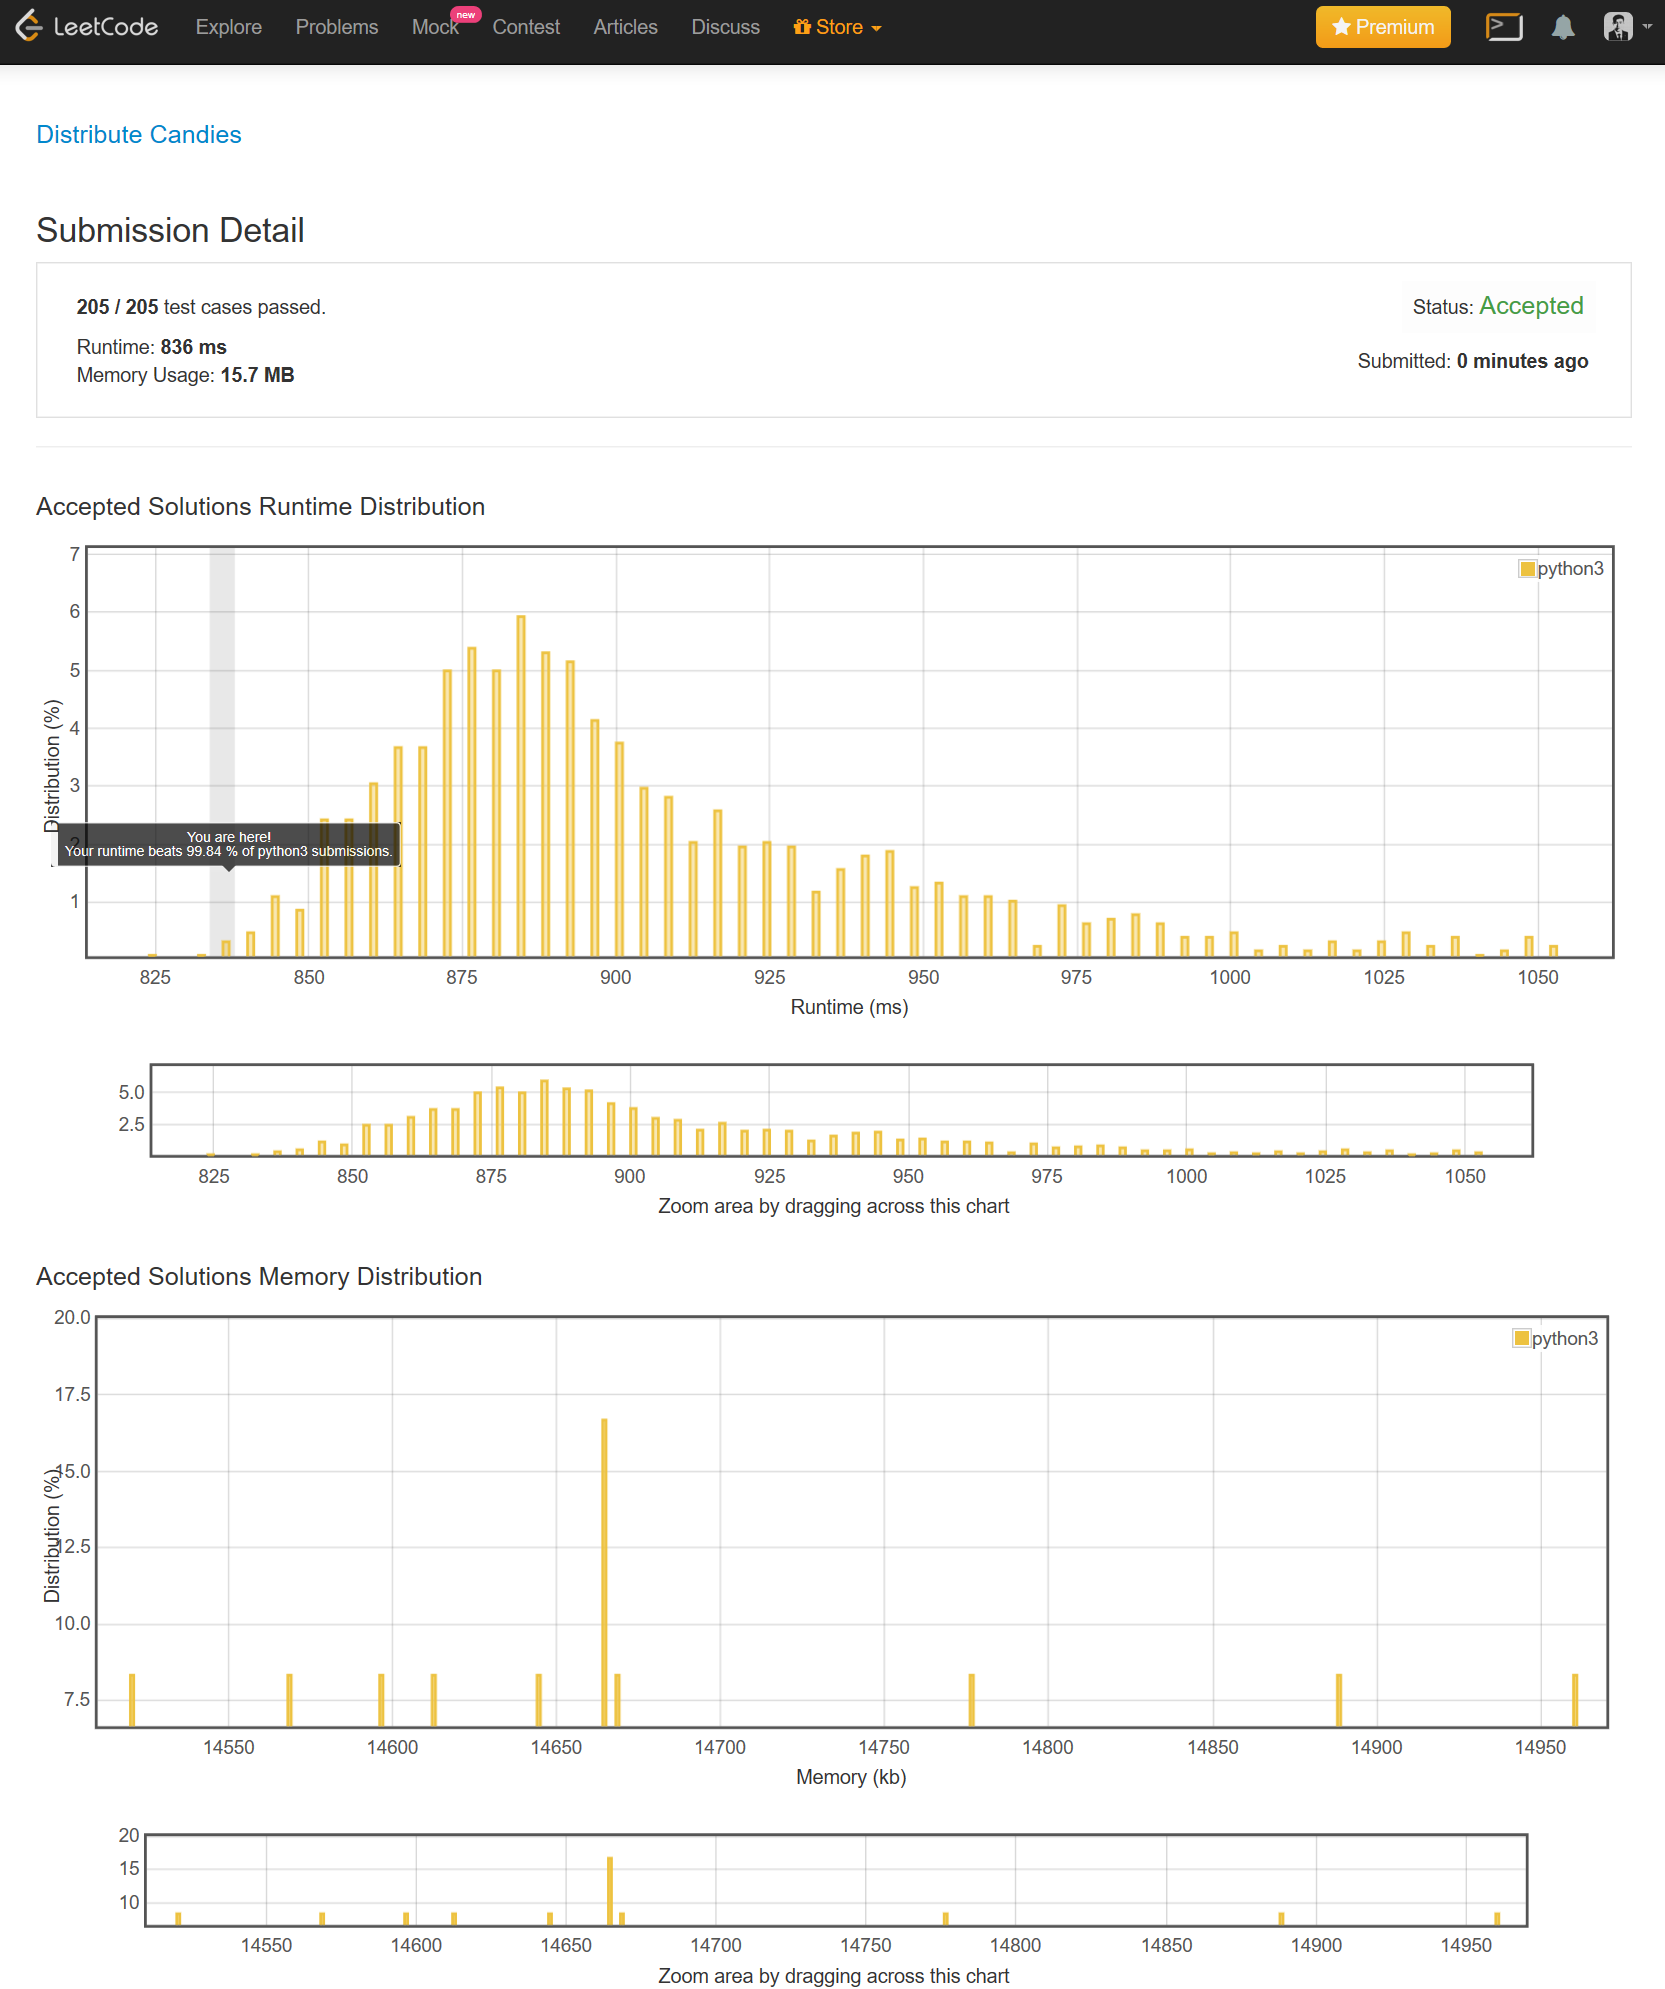 LeetCode
Explore
Problems
Mock
new
Contest
Articles
Discuss
Store
Premium
Distribute Candies
Submission Detail
205 / 205 test cases passed.
Status: Accepted
Runtime: 836 ms
Submitted: 0 minutes ago
Memory Usage: 15.7 MB
Accepted Solutions Runtime Distribution
7
6
5
4
3
2
1
Distribution (%)
python3
You are here!
Your runtime beats 99.84 % of python3 submissions.
825 850 875 900 925 950 975 1000 1025 1050
Runtime (ms)
5.0
2.5
825 850 875 900 925 950 975 1000 1025 1050
Zoom area by dragging across this chart
Accepted Solutions Memory Distribution
20.0
17.5
15.0
12.5
10.0
7.5
Distribution (%)
python3
14550 14600 14650 14700 14750 14800 14850 14900 14950
Memory (kb)
20
15
10
14550 14600 14650 14700 14750 14800 14850 14900 14950
Zoom area by dragging across this chart